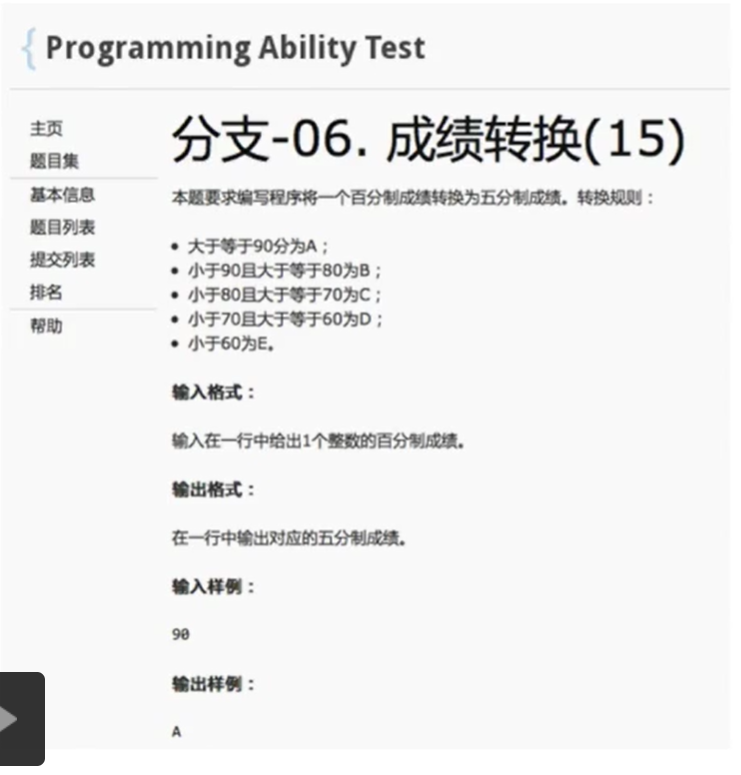 { Programming Ability Test
主页
题目集
基本信息
题目列表
提交列表
排名
帮助
分支-06. 成绩转换(15)
本题要求编写程序将一个百分制成绩转换为五分制成绩。转换规则：
• 大于等于90分为A；
• 小于90且大于等于80为B；
• 小于80且大于等于70为C；
• 小于70且大于等于60为D；
• 小于60为E。
输入格式：
输入在一行中给出1个整数的百分制成绩。
输出格式：
在一行中输出对应的五分制成绩。
输入样例：
90
输出样例：
A